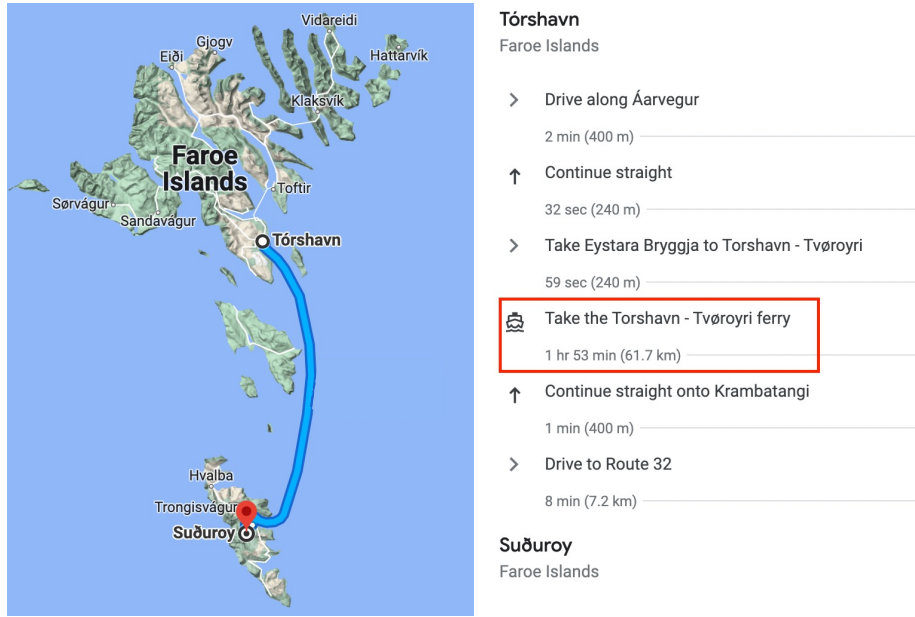 Vidareidi
Gjogv
Eiði
Hattarvík
Klaksvík
Faroe
Islands
Toftir
Sørvágur
Sandavágur
Tórshavn
Hvalba
Trongisvágur
Suðuroy
Tórshavn
Faroe Islands
Drive along Áarvegur
2 min (400 m)
Continue straight
32 sec (240 m)
Take Eystara Bryggja to Torshavn - Tvøroyri
59 sec (240 m)
Take the Torshavn - Tvøroyri ferry
1 hr 53 min (61.7 km)
Continue straight onto Krambatangi
1 min (400 m)
Drive to Route 32
8 min (7.2 km)
Suðuroy
Faroe Islands